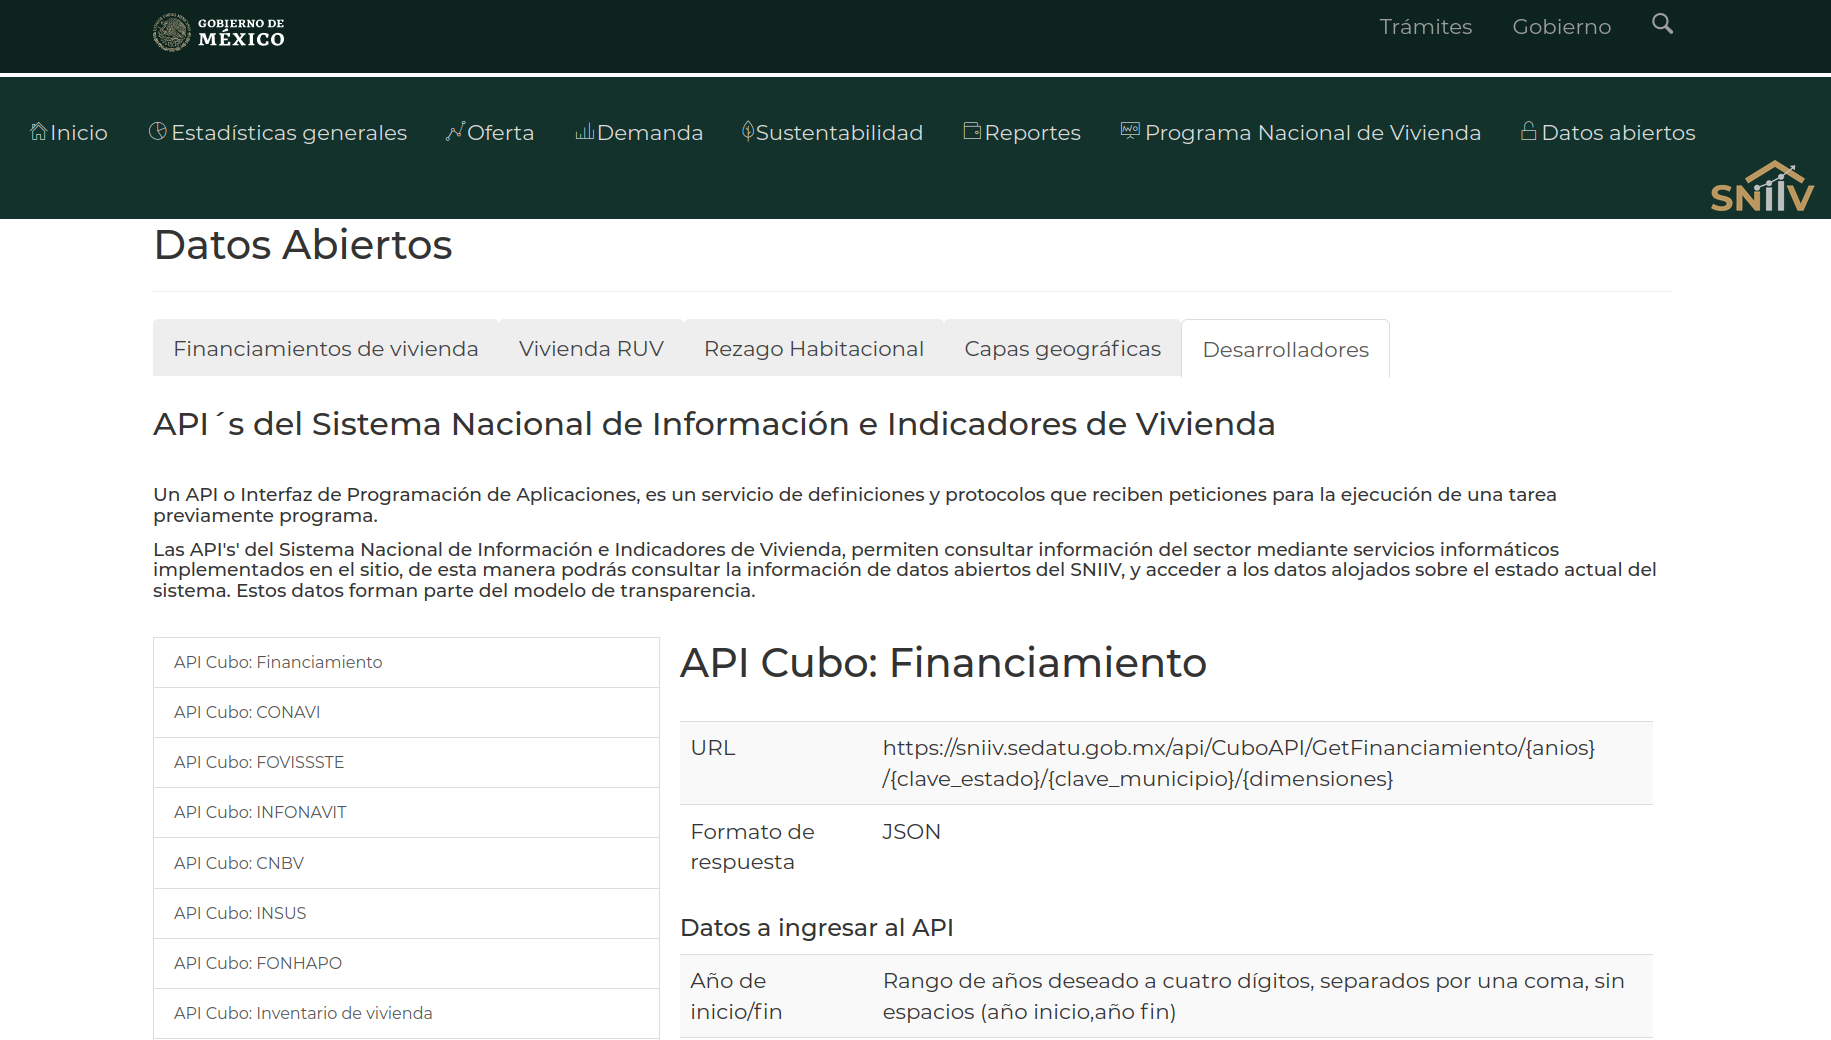 GOBIERNO DE
MÉXICO
Trámites Gobierno
Inicio Estadísticas generales Oferta Demanda Sustentabilidad Reportes Programa Nacional de Vivienda Datos abiertos
SNIIV
Datos Abiertos
Financiamientos de vivienda Vivienda RUV Rezago Habitacional Capas geográficas Desarrolladores
API´s del Sistema Nacional de Información e Indicadores de Vivienda
Un API o Interfaz de Programación de Aplicaciones, es un servicio de definiciones y protocolos que reciben peticiones para la ejecución de una tarea
previamente programa.
Las API's' del Sistema Nacional de Información e Indicadores de Vivienda, permiten consultar información del sector mediante servicios informáticos
implementados en el sitio, de esta manera podrás consultar la información de datos abiertos del SNIIV, y acceder a los datos alojados sobre el estado actual del
sistema. Estos datos forman parte del modelo de transparencia.
API Cubo: Financiamiento
API Cubo: CONAVI
API Cubo: FOVISSSTE
API Cubo: INFONAVIT
API Cubo: CNBV
API Cubo: INSUS
API Cubo: FONHAPO
API Cubo: Inventario de vivienda
API Cubo: Financiamiento
URL https://sniiv.sedatu.gob.mx/api/CuboAPI/GetFinanciamiento/{anios}
/{clave_estado}/{clave_municipio}/{dimensiones}
Formato de JSON
respuesta
Datos a ingresar al API
Año de Rango de años deseado a cuatro dígitos, separados por una coma, sin
inicio/fin espacios (año inicio,año fin)